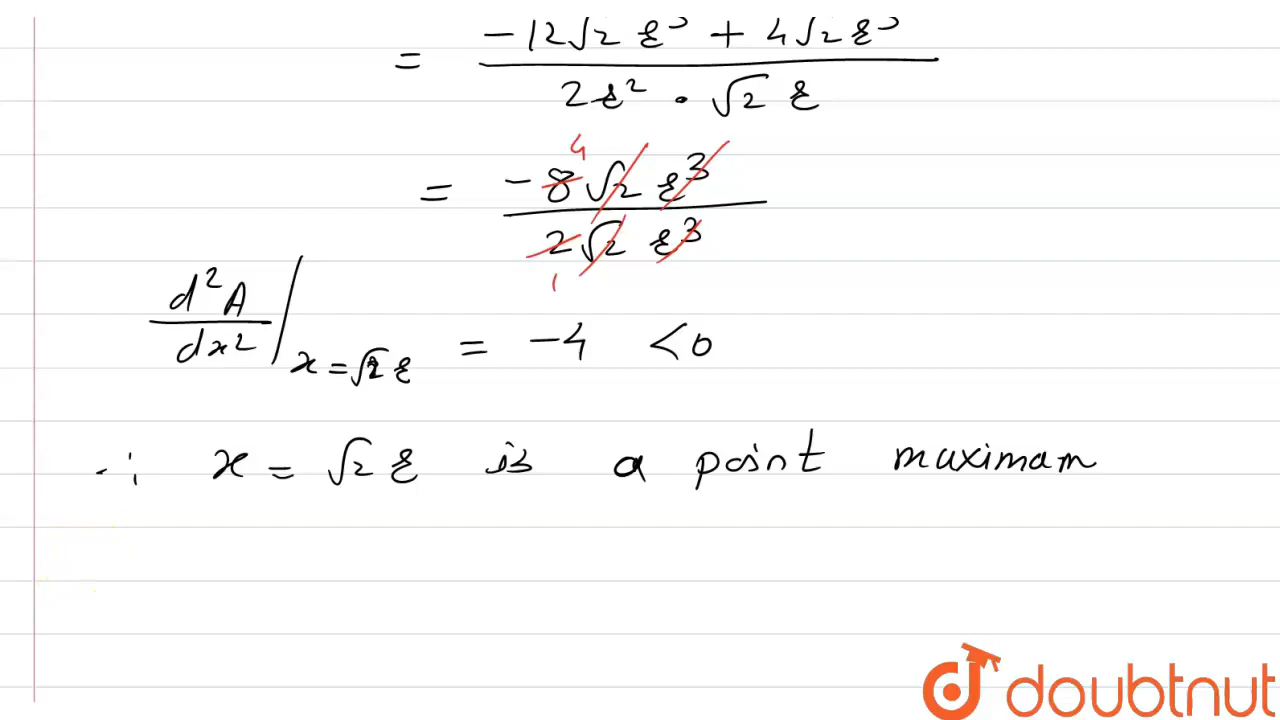 = (-12√2 r³ + 4√2 r³) / (2r² · √2 r)
4
= (-8√2 r³) / (2√2 r³)
1
d²A/dx² |x=√2 r = -4 <0
∴ x = √2 r is a point maximam
doubtnut